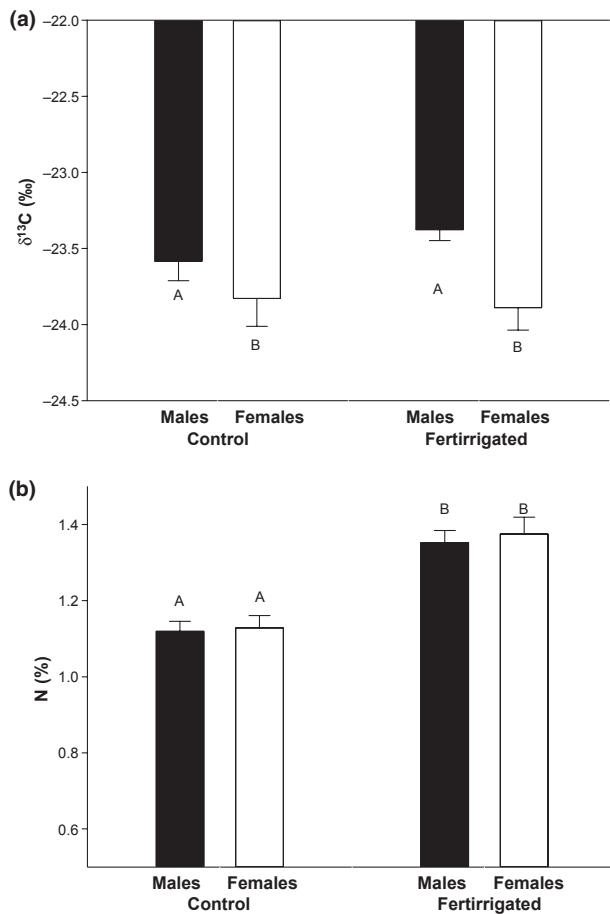 (a)
–22.0
–22.5
–23.0
–23.5
–24.0
–24.5
δ13C (‰)
A
B
A
B
Males Females Males Females
Control Fertirrigated
(b)
1.4
1.2
1.0
0.8
0.6
N (%)
A
A
B
B
Males Females Males Females
Control Fertirrigated